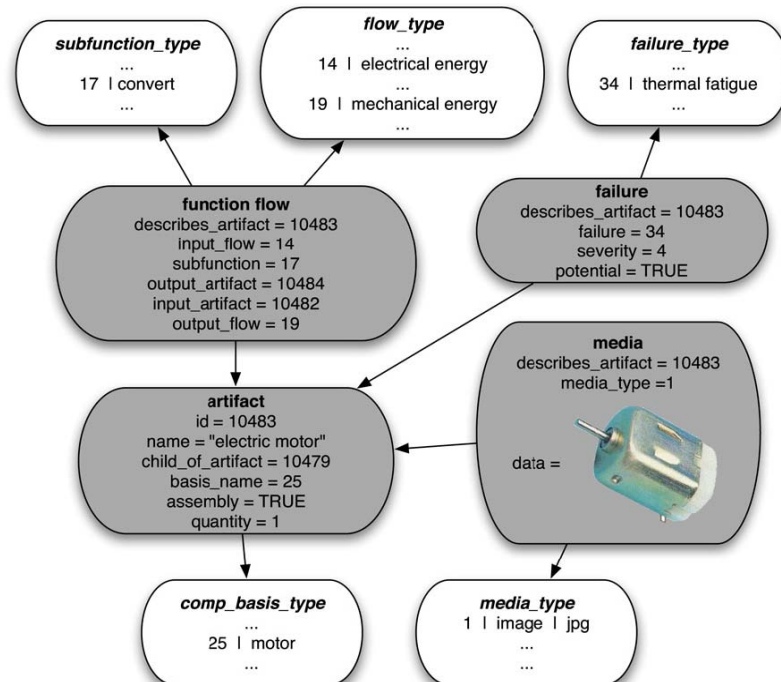 subfunction_type
...
17 | convert
...
flow_type
...
14 | electrical energy
...
19 | mechanical energy
...
failure_type
...
34 | thermal fatigue
...
function flow
describes_artifact = 10483
input_flow = 14
subfunction = 17
output_artifact = 10484
input_artifact = 10482
output_flow = 19
failure
describes_artifact = 10483
failure = 34
severity = 4
potential = TRUE
artifact
id = 10483
name = "electric motor"
child_of_artifact = 10479
basis_name = 25
assembly = TRUE
quantity = 1
media
describes_artifact = 10483
media_type =1
data =
comp_basis_type
...
25 | motor
...
media_type
1 | image | jpg
...
...